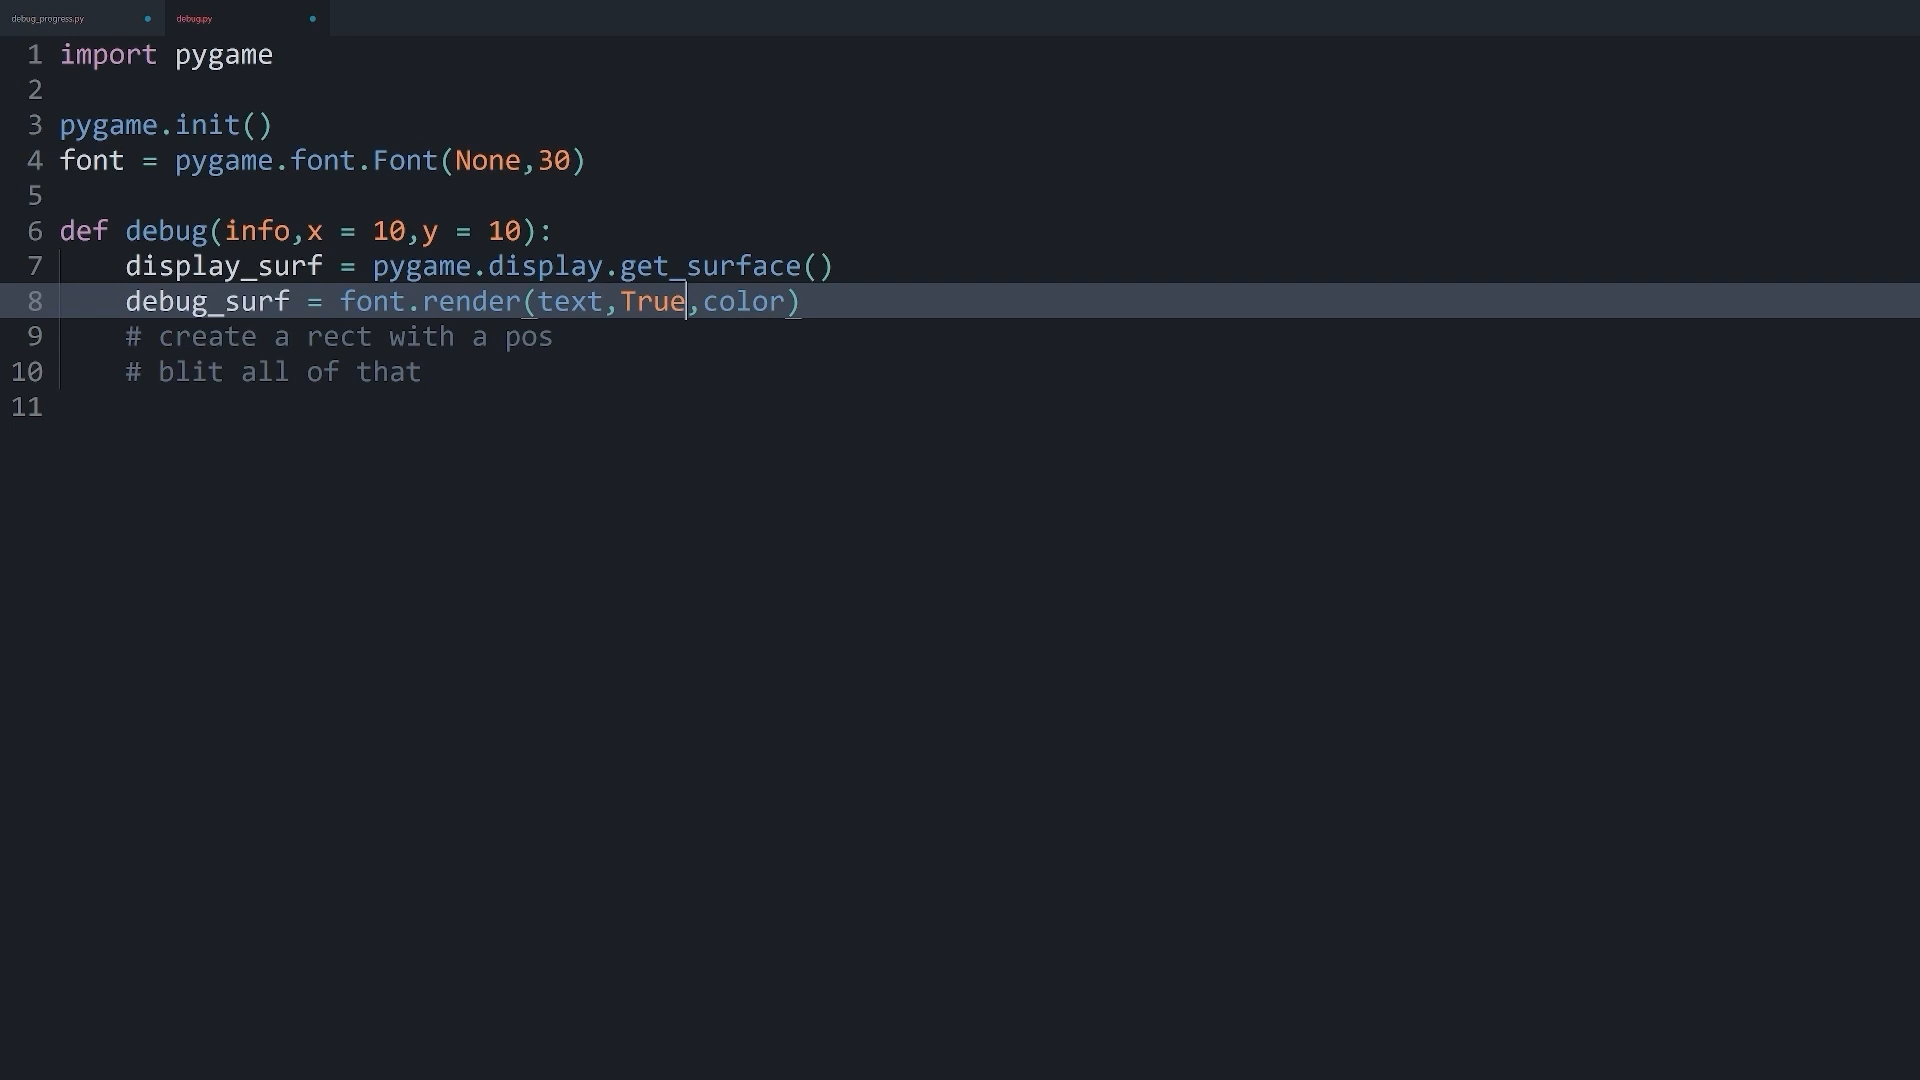 debug_progress.py debug.py
1 import pygame
2
3 pygame.init()
4 font = pygame.font.Font(None,30)
5
6 def debug(info,x = 10,y = 10):
7     display_surf = pygame.display.get_surface()
8     debug_surf = font.render(text,True,color)
9     # create a rect with a pos
10     # blit all of that
11